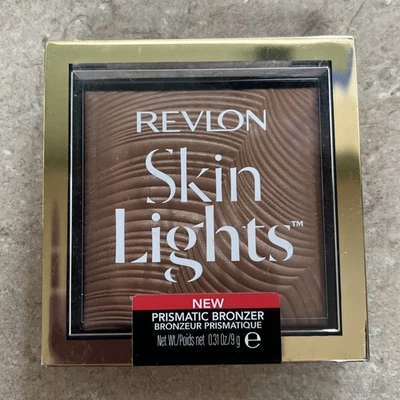 REVLON
Skin
Lights™
NEW
PRISMATIC BRONZER
BRONZEUR PRISMATIQUE
Net Wt./Poids net 0.31 Oz/9 g ℮